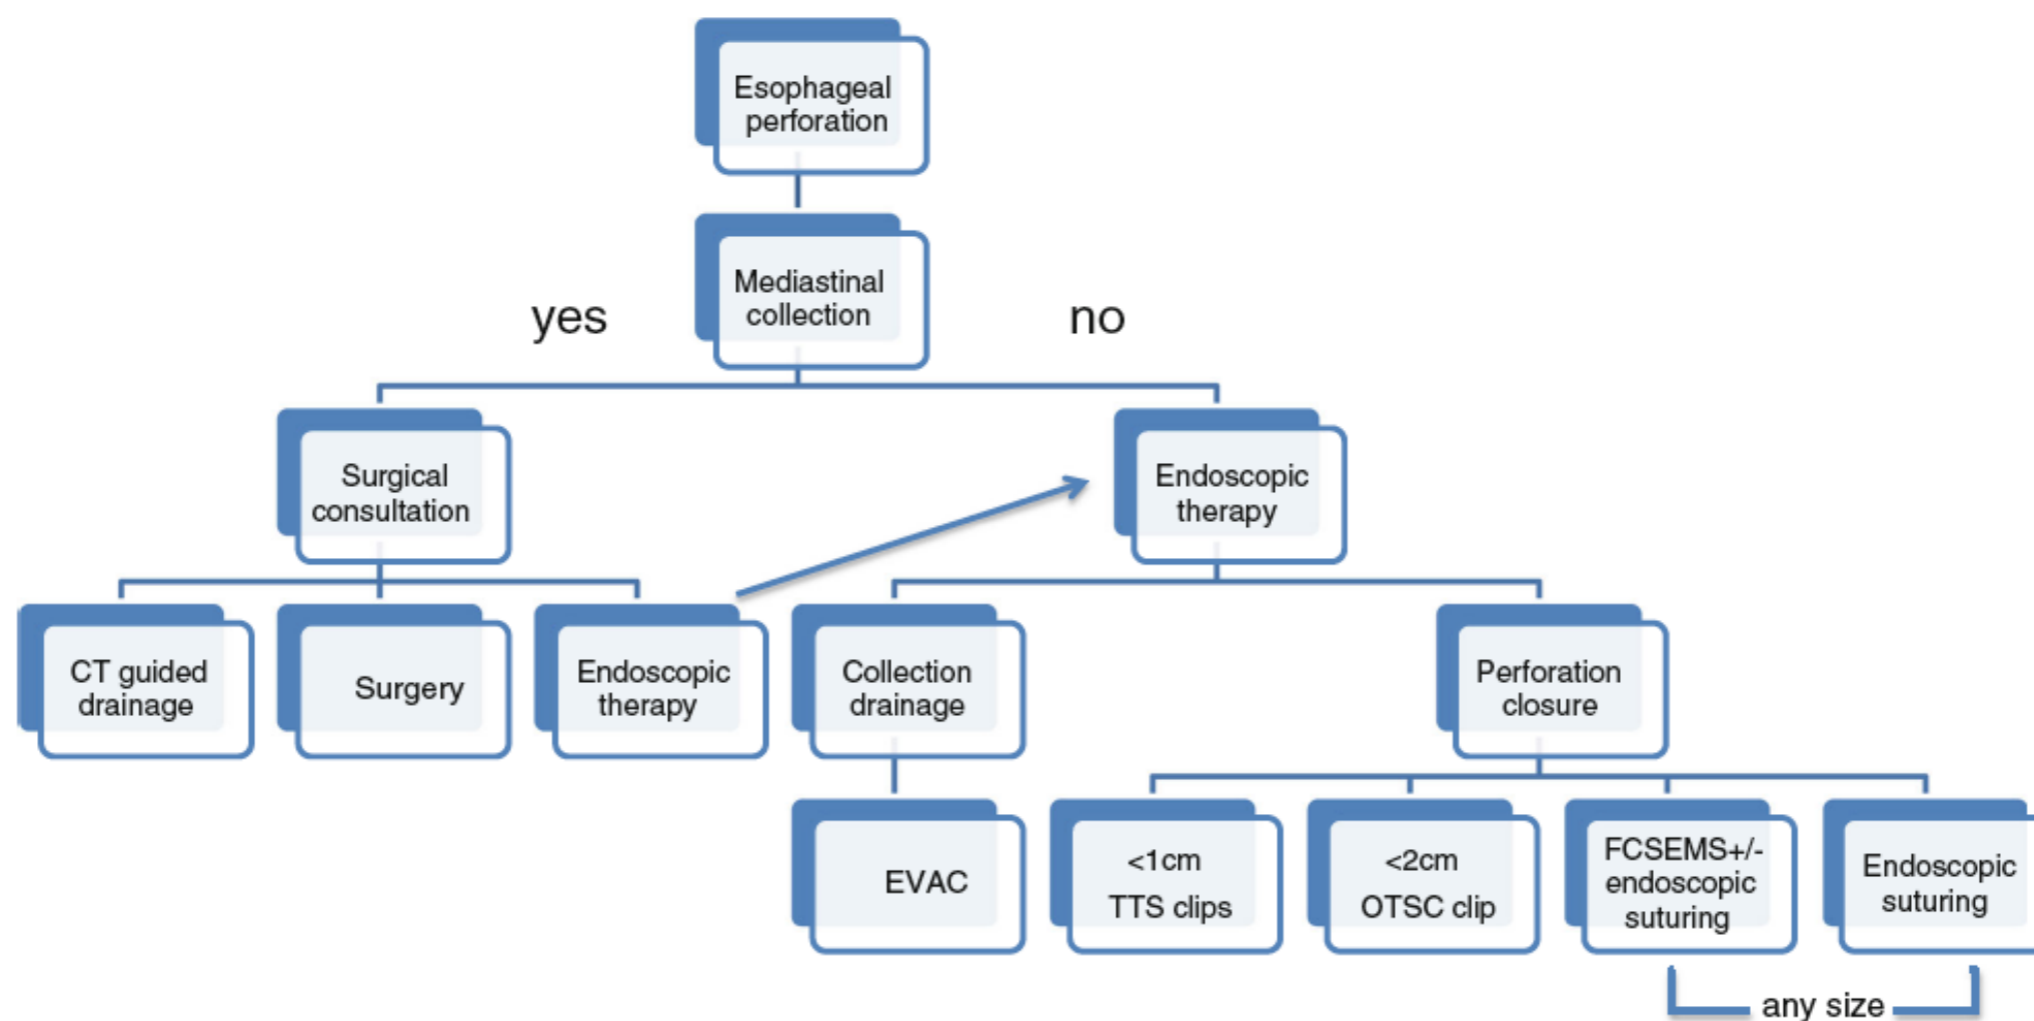 Esophageal
perforation
Mediastinal
collection
yes
no
Surgical
consultation
Endoscopic
therapy
CT guided
drainage
Surgery
Endoscopic
therapy
Collection
drainage
Perforation
closure
EVAC
<1cm
TTS clips
<2cm
OTSC clip
FCSEMS+/-
endoscopic
suturing
Endoscopic
suturing
any size